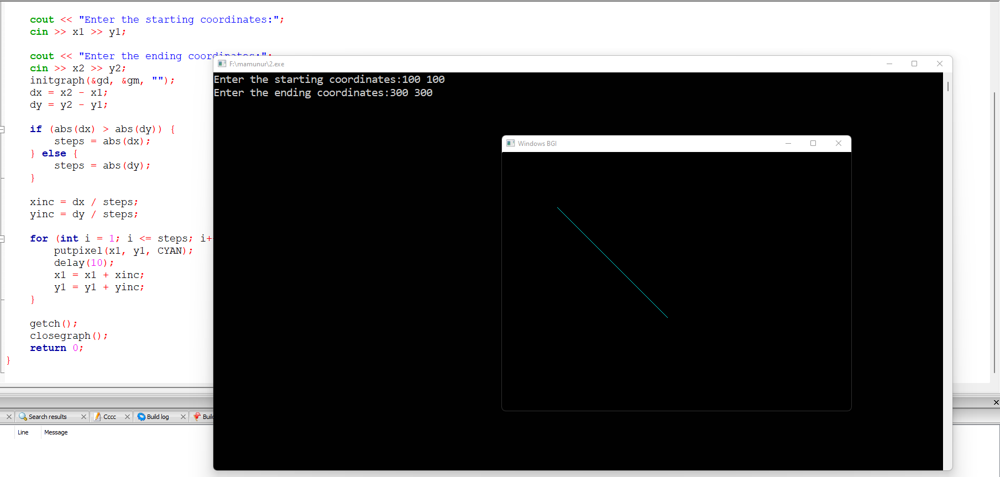 cout << "Enter the starting coordinates:";
cin >> x1 >> y1;
cout << "Enter the ending coordinates:";
cin >> x2 >> y2;
initgraph(&gd, &gm, "");
dx = x2 - x1;
dy = y2 - y1;
if (abs(dx) > abs(dy)) {
steps = abs(dx);
} else {
steps = abs(dy);
}
xinc = dx / steps;
yinc = dy / steps;
for (int i = 1; i <= steps; i+
putpixel(x1, y1, CYAN);
delay(10);
x1 = x1 + xinc;
y1 = y1 + yinc;
}
getch();
closegraph();
return 0;
}
F:\mamunur\2.exe
Enter the starting coordinates:100 100
Enter the ending coordinates:300 300
Windows BGI
Search results
Cccc
Build log
Buil
Line
Message